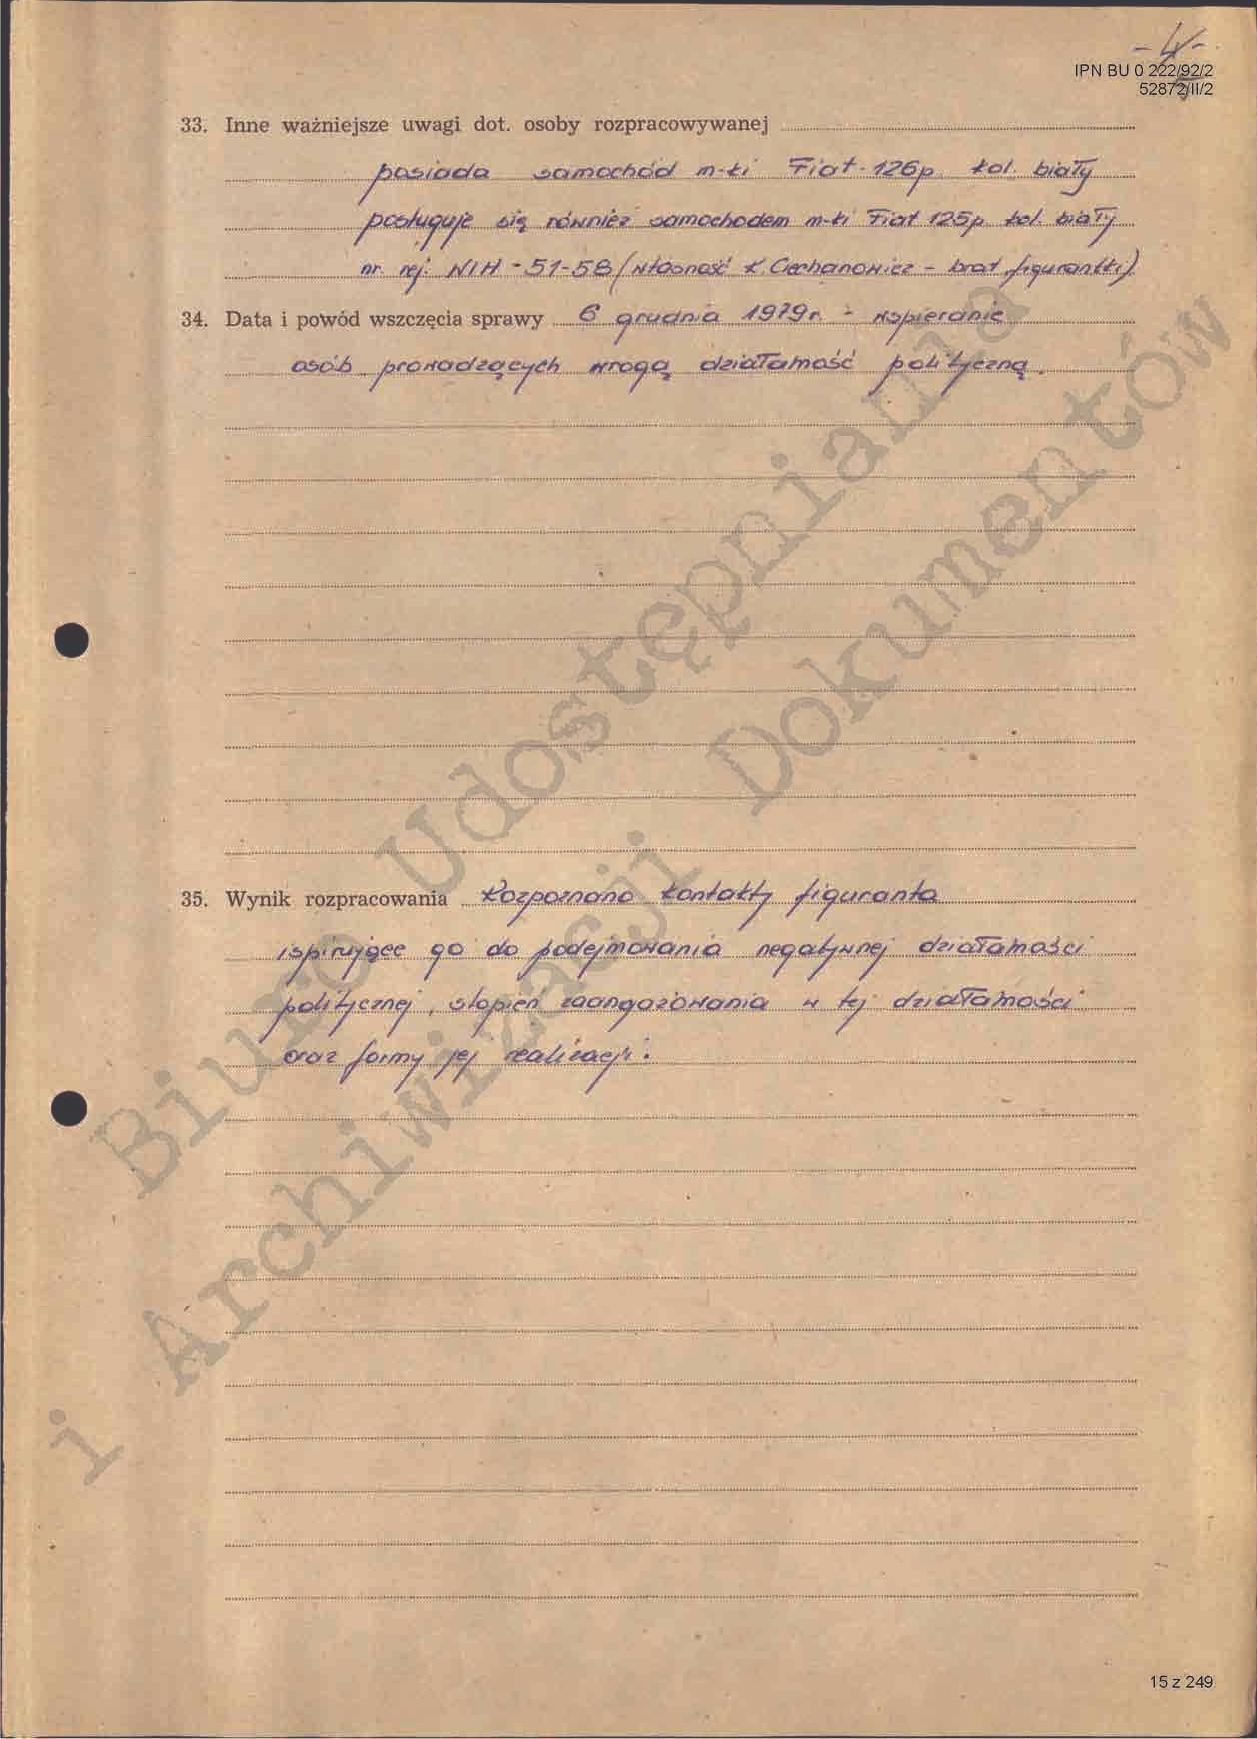 - 4 -
IPN BU 0 222/92/2
52872/II/2
33. Inne ważniejsze uwagi dot. osoby rozpracowywanej
posiada samochód m-ki Fiat-126p. kol. biały
posługuje się również samochodem m-ki Fiat 125p kol. biały
nr. rej. WIH-51-58 (własność K. Ciechanowicz - brat figurantki)
34. Data i powód wszczęcia sprawy 6 grudnia 1979r. - wspieranie
osób prowadzących wrogą działalność polityczną.
35. Wynik rozpracowania Rozpoznano kontakty figuranta
ispirujące go do podejmowania negatywnej działalności
politycznej, stopień zaangażowania w tej działalności
oraz formy jej realizacji.
Biuro Udostępniania
i Archiwizacji Dokumentów
15 z 249